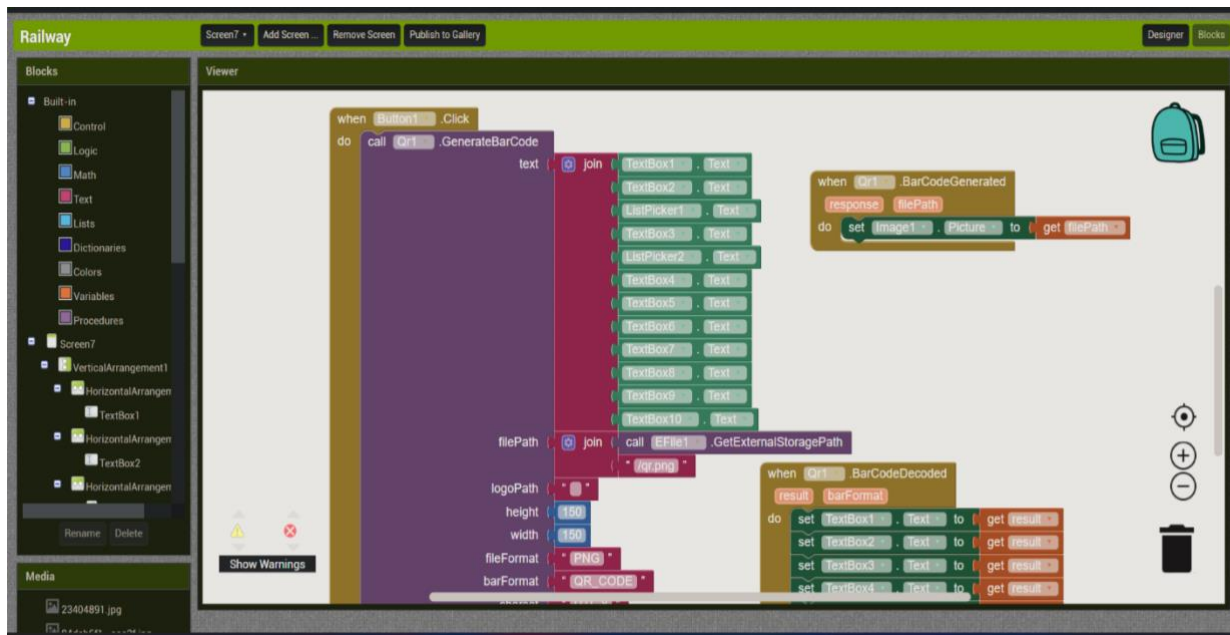 Railway
Screen7
Add Screen ...
Remove Screen
Publish to Gallery
Designer
Blocks
Blocks
Viewer
Built-in
Control
Logic
Math
Text
Lists
Dictionaries
Colors
Variables
Procedures
Screen7
VerticalArrangement1
HorizontalArrangen
TextBox1
HorizontalArrangen
TextBox2
HorizontalArrangen
Rename
Delete
Media
23404891.jpg
when Button1 .Click
do call Qr1 .GenerateBarCode
text join TextBox1 . Text
TextBox2 . Text
ListPicker1 . Text
TextBox3 . Text
ListPicker2 . Text
TextBox4 . Text
TextBox5 . Text
TextBox6 . Text
TextBox7 . Text
TextBox8 . Text
TextBox9 . Text
TextBox10 . Text
filePath join call EFile1 .GetExternalStoragePath
" /qr.png "
logoPath " "
height 150
width 150
fileFormat " PNG "
barFormat " QR_CODE "
when Qr1 .BarCodeGenerated
response filePath
do set Image1 . Picture to get filePath
when Qr1 .BarCodeDecoded
result barFormat
do set TextBox1 . Text to get result
set TextBox2 . Text to get result
set TextBox3 . Text to get result
set TextBox4 . Text to get result
Show Warnings